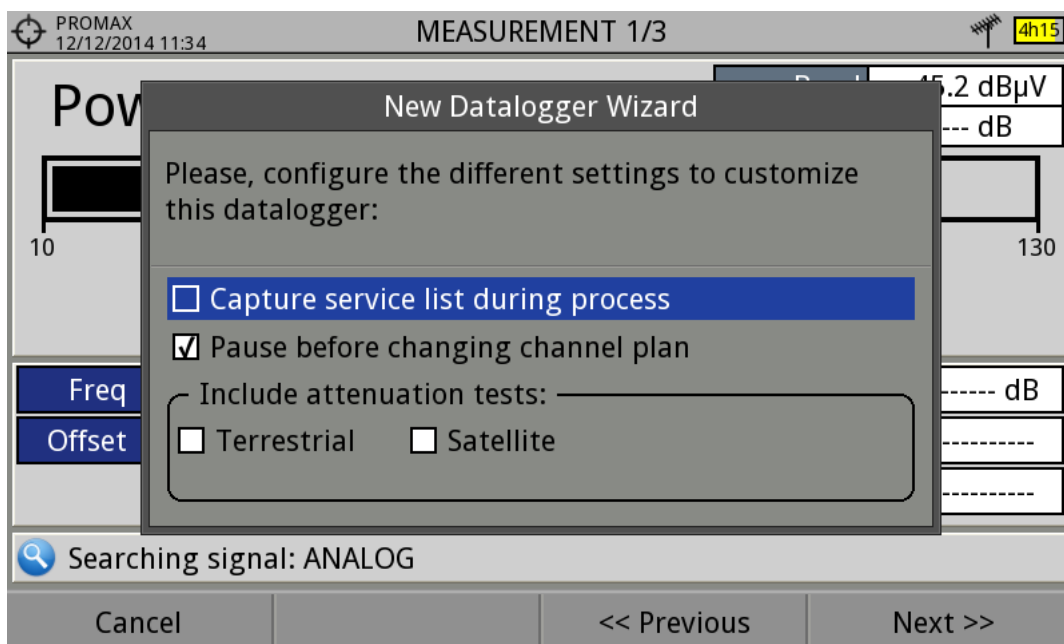 PROMAX
12/12/2014 11:34
MEASUREMENT 1/3
4h15
Pow
5.2 dBµV
--- dB
New Datalogger Wizard
Please, configure the different settings to customize
this datalogger:
10
130
Capture service list during process
Pause before changing channel plan
Include attenuation tests:
Terrestrial Satellite
Freq
------ dB
Offset
----------
----------
Searching signal: ANALOG
Cancel
<< Previous
Next >>